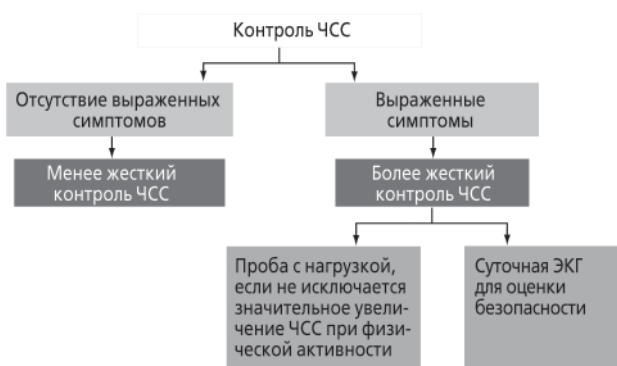 Контроль ЧСС
Отсутствие выраженных
симптомов
Выраженные
симптомы
Менее жесткий
контроль ЧСС
Более жесткий
контроль ЧСС
Проба с нагрузкой,
если не исключается
значительное увели-
чение ЧСС при физи-
ческой активности
Суточная ЭКГ
для оценки
безопасности